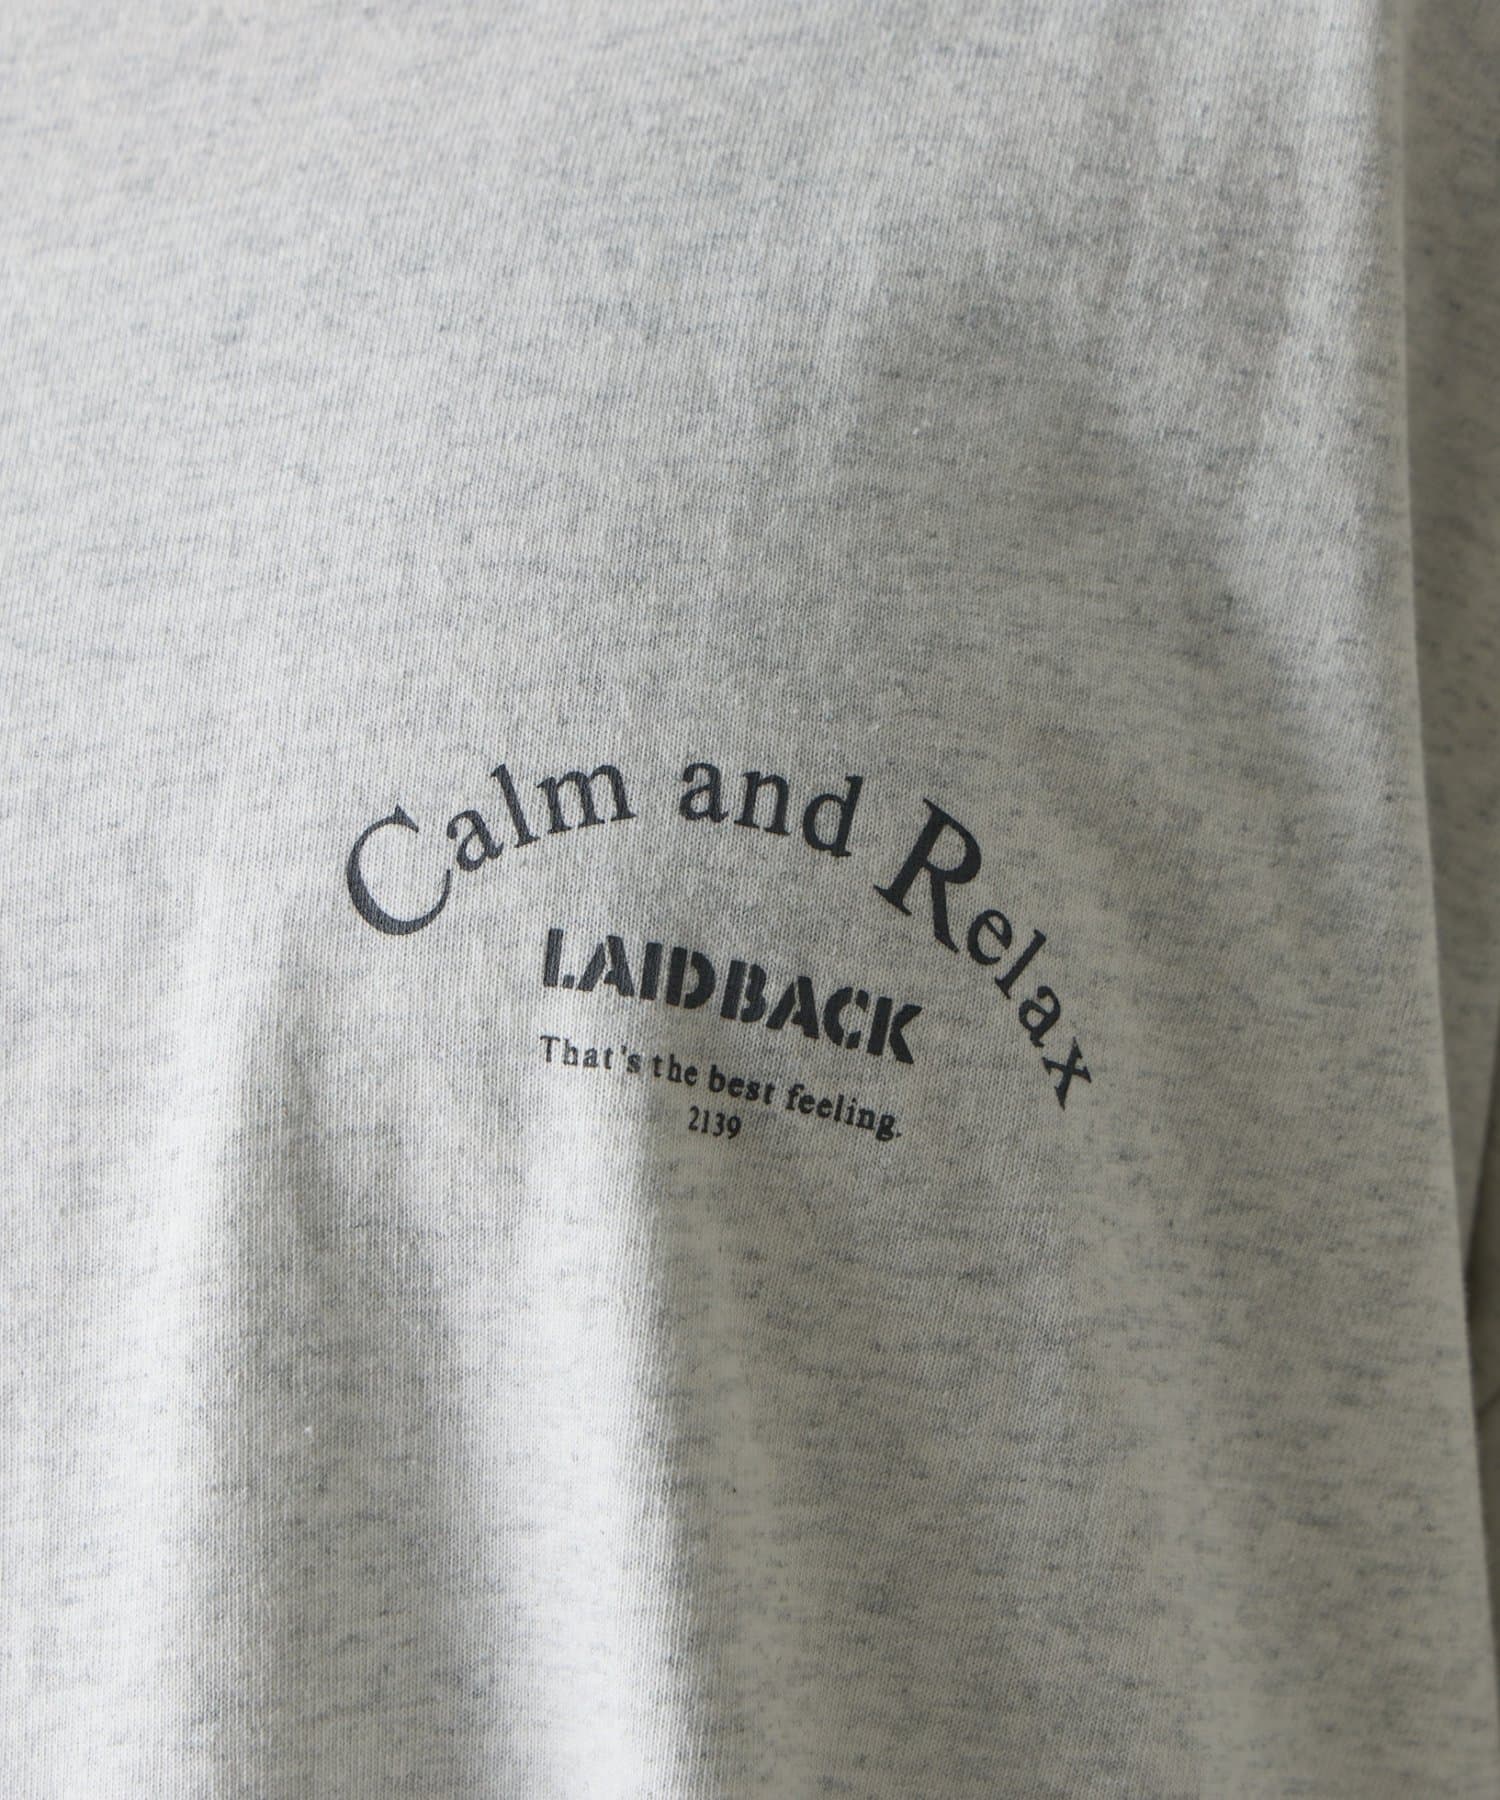 Calm and Relax
LAIDBACK
That's the best feeling.
2139